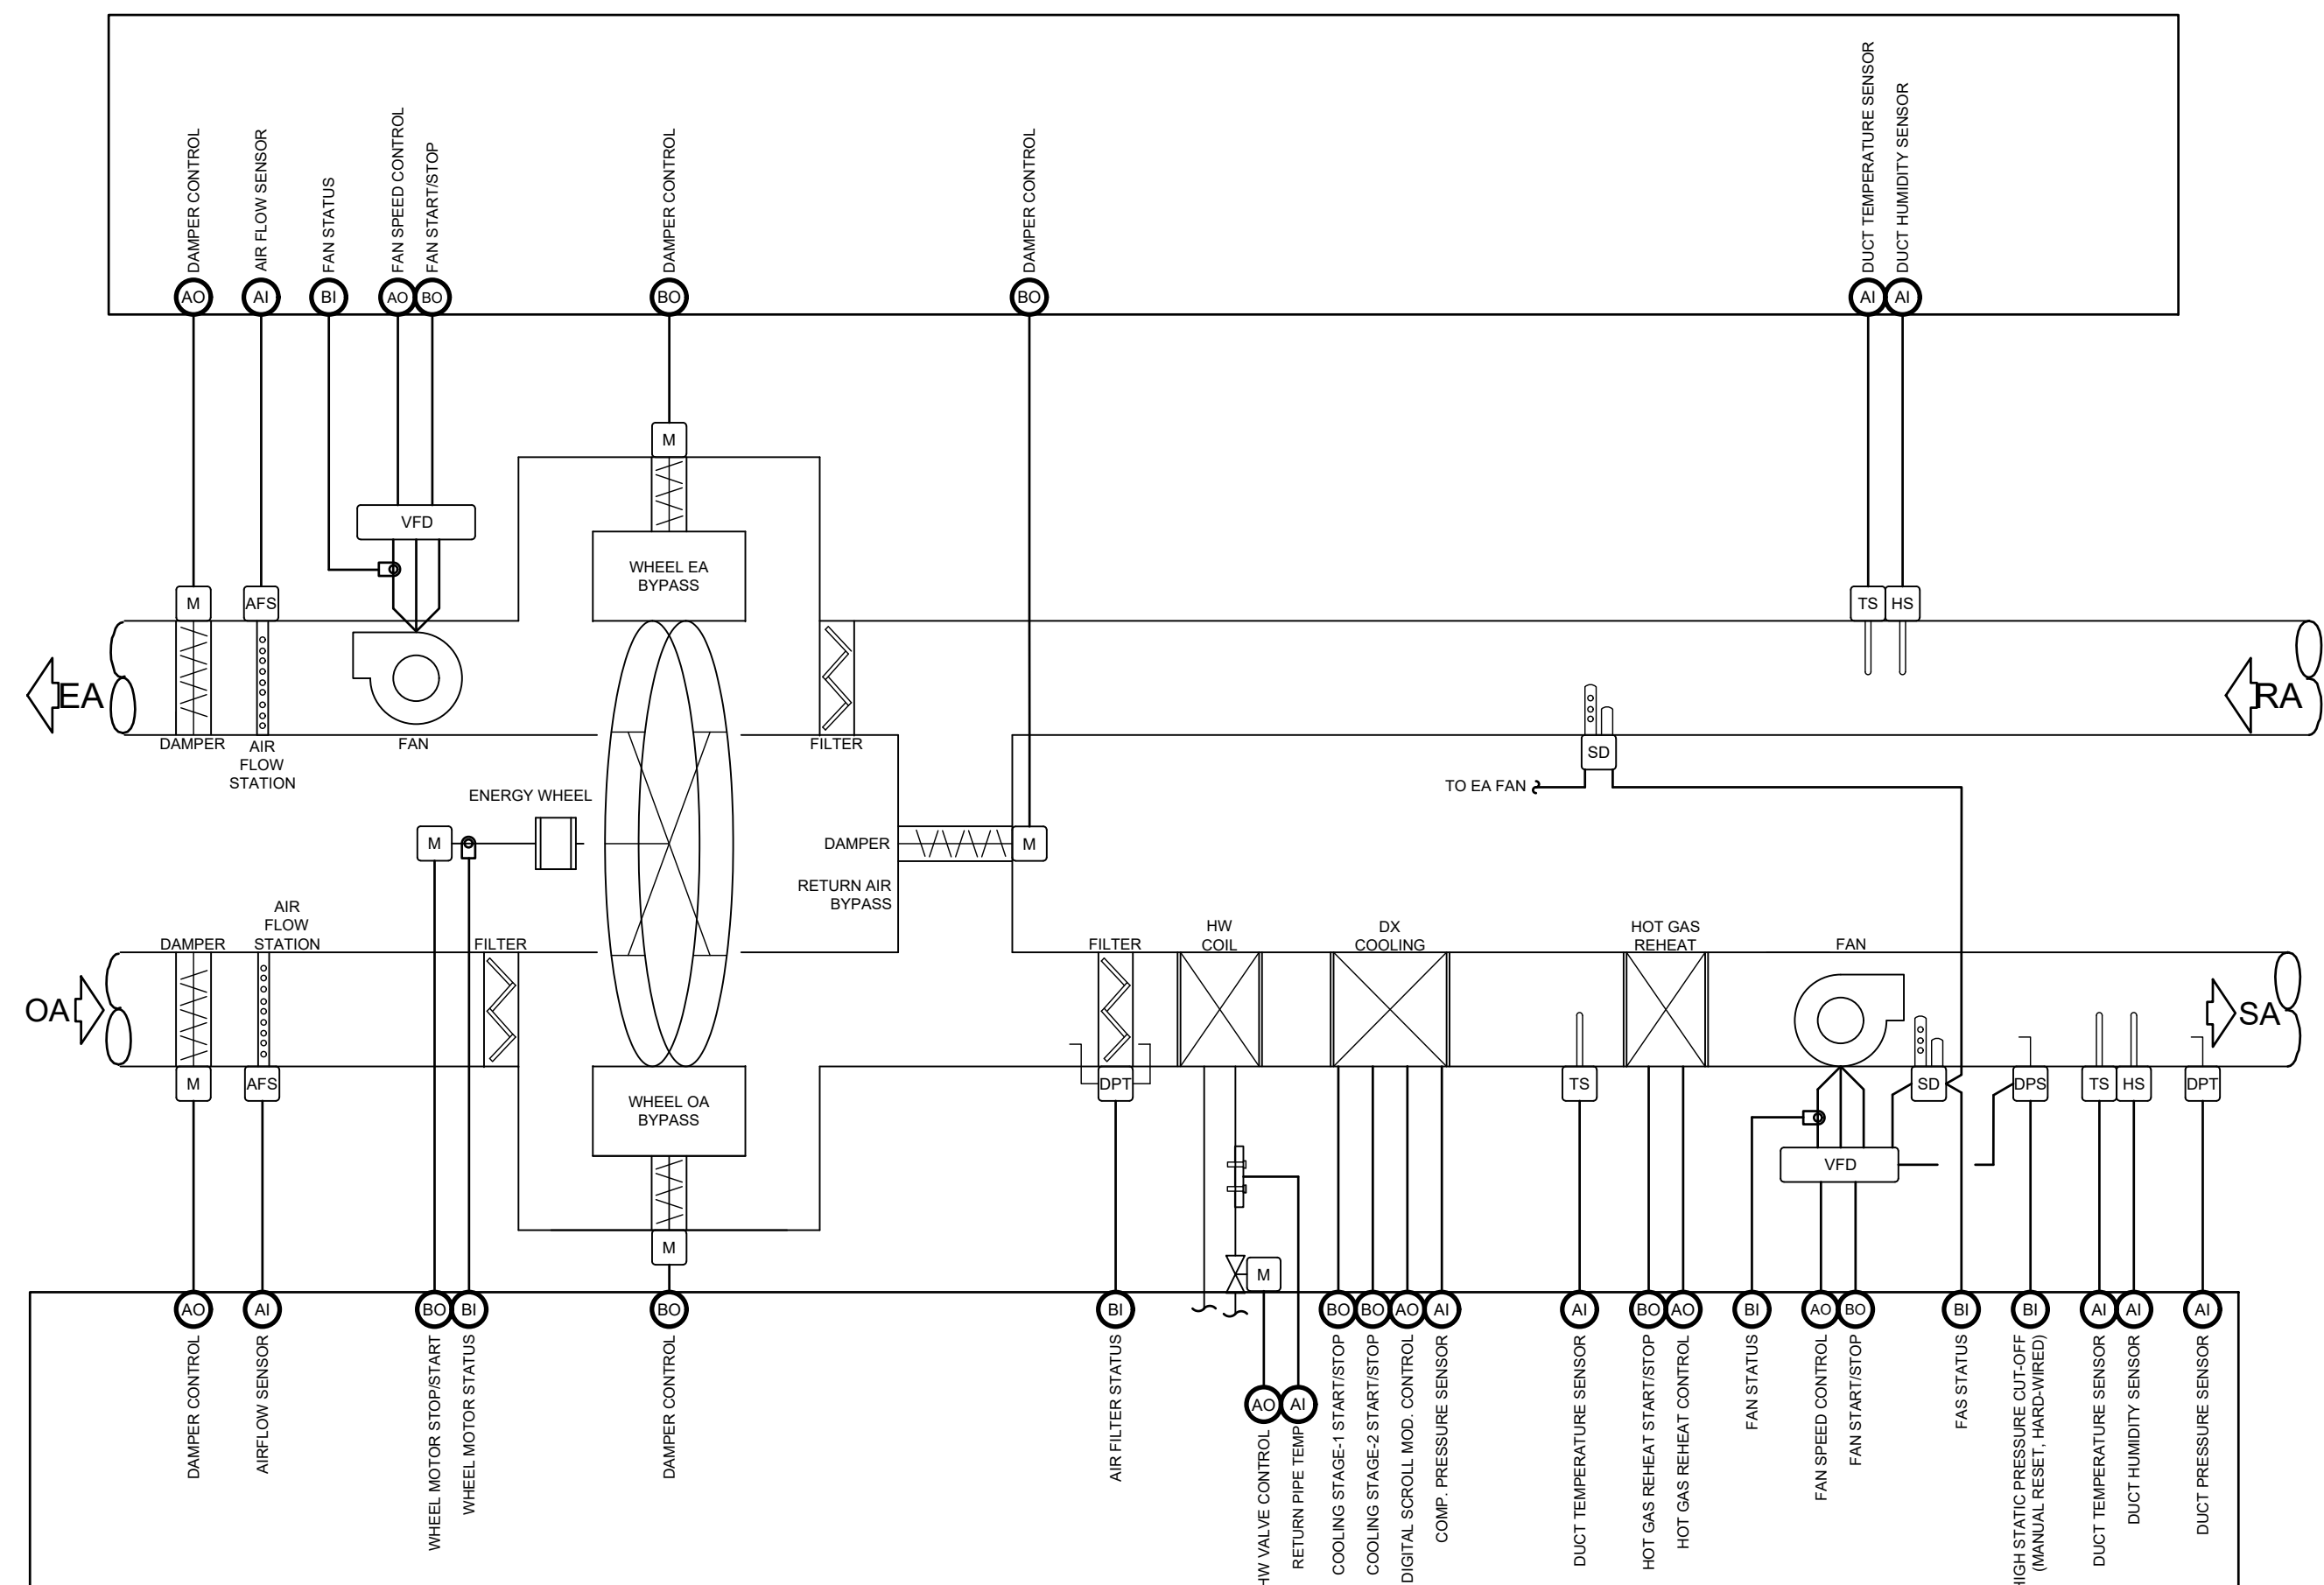 DAMPER CONTROL
AIR FLOW SENSOR
FAN STATUS
FAN SPEED CONTROL
FAN START/STOP
DAMPER CONTROL
DAMPER CONTROL
DUCT TEMPERATURE SENSOR
DUCT HUMIDITY SENSOR
AO
AI
BI
AO
BO
BO
BO
AI
AI
M
VFD
WHEEL EA
BYPASS
M
AFS
TS
HS
EA
RA
DAMPER
AIR
FLOW
STATION
FAN
FILTER
SD
TO EA FAN
ENERGY WHEEL
M
DAMPER
M
RETURN AIR
BYPASS
AIR
FLOW
STATION
DAMPER
FILTER
FILTER
HW
COIL
DX
COOLING
HOT GAS
REHEAT
FAN
OA
SA
M
AFS
WHEEL OA
BYPASS
DPT
TS
SD
DPS
TS
HS
DPT
VFD
M
M
AO
AI
BO
BI
BO
BI
BO
BO
AO
AI
AI
BO
AO
BI
AO
BO
BI
BI
AI
AI
AI
AO
AI
DAMPER CONTROL
AIRFLOW SENSOR
WHEEL MOTOR STOP/START
WHEEL MOTOR STATUS
DAMPER CONTROL
AIR FILTER STATUS
HW VALVE CONTROL
RETURN PIPE TEMP
COOLING STAGE-1 START/STOP
COOLING STAGE-2 START/STOP
DIGITAL SCROLL MOD. CONTROL
COMP. PRESSURE SENSOR
DUCT TEMPERATURE SENSOR
HOT GAS REHEAT START/STOP
HOT GAS REHEAT CONTROL
FAN STATUS
FAN SPEED CONTROL
FAN START/STOP
FAS STATUS
HIGH STATIC PRESSURE CUT-OFF
(MANUAL RESET, HARD-WIRED)
DUCT TEMPERATURE SENSOR
DUCT HUMIDITY SENSOR
DUCT PRESSURE SENSOR